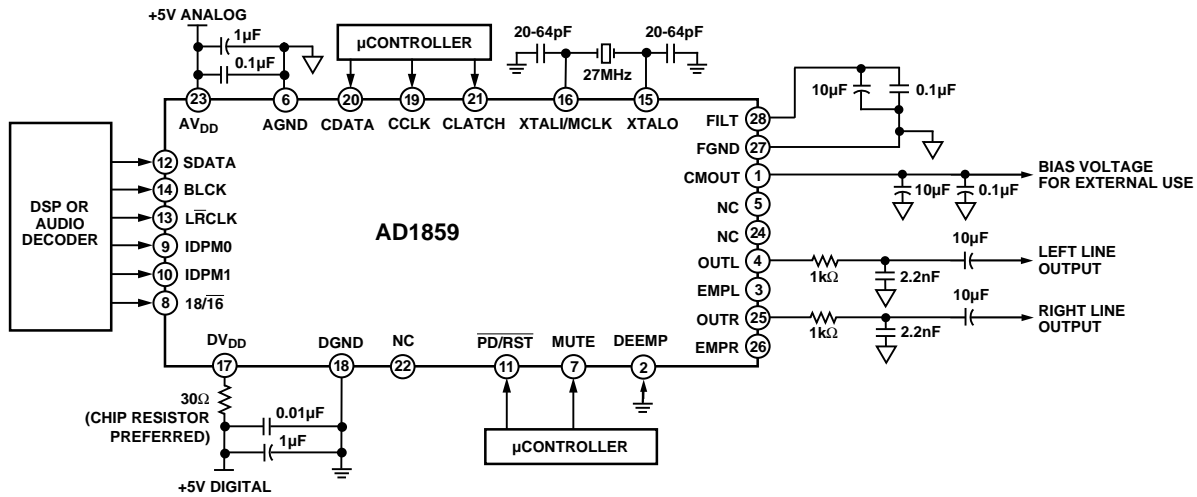 +5V ANALOG
1µF
0.1µF
µCONTROLLER
20-64pF
20-64pF
27MHz
23
6
20
19
21
16
15
AVDD
AGND
CDATA
CCLK
CLATCH
XTALI/MCLK
XTALO
10µF
0.1µF
FILT
28
FGND
27
CMOUT
1
BIAS VOLTAGE
FOR EXTERNAL USE
10µF
0.1µF
NC
5
NC
24
OUTL
4
1kΩ
2.2nF
10µF
LEFT LINE
OUTPUT
EMPL
3
OUTR
25
1kΩ
2.2nF
10µF
RIGHT LINE
OUTPUT
EMPR
26
DSP OR
AUDIO
DECODER
12 SDATA
14 BLCK
13 LRCLK
9 IDPM0
10 IDPM1
8 18/16
AD1859
DVDD
DGND
NC
PD/RST
MUTE
DEEMP
17
18
22
11
7
2
30Ω
(CHIP RESISTOR
PREFERRED)
0.01µF
1µF
+5V DIGITAL
µCONTROLLER